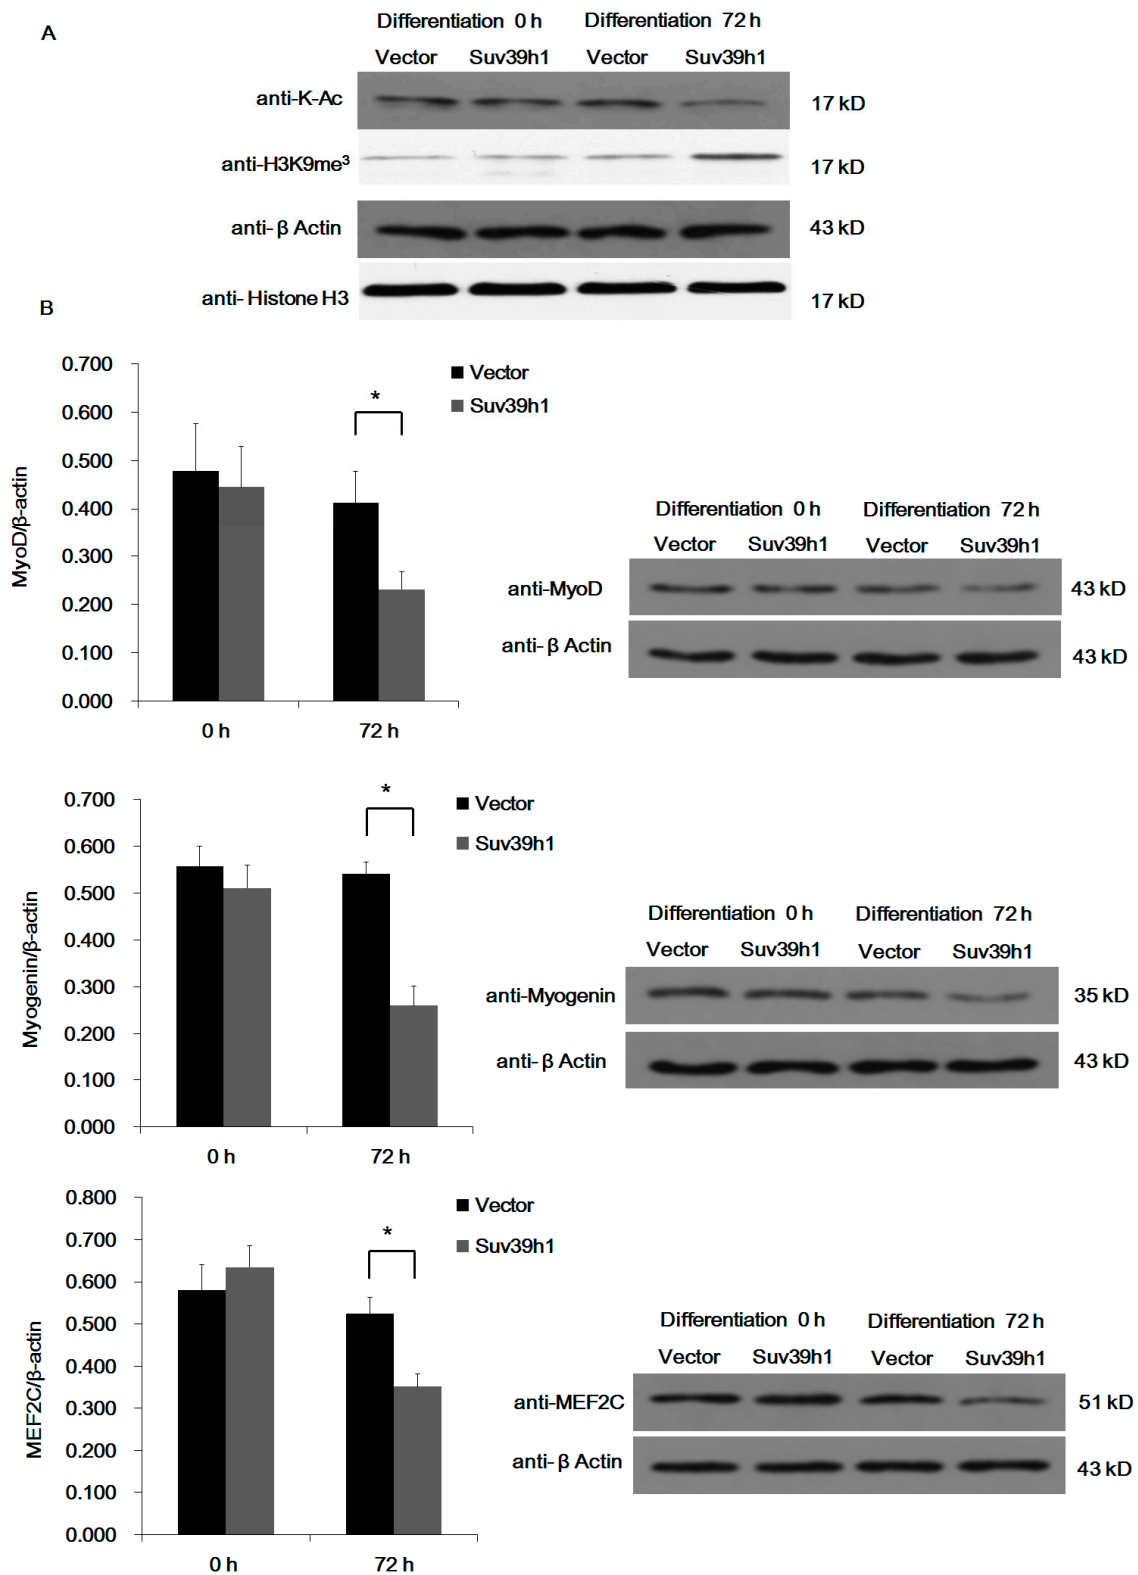 A
Differentiation 0 h Differentiation 72 h
Vector Suv39h1 Vector Suv39h1
anti-K-Ac 17 kD
anti-H3K9me³ 17 kD
anti- β Actin 43 kD
anti- Histone H3 17 kD
B
0.700
0.600
0.500
0.400
0.300
0.200
0.100
0.000
MyoD/β-actin
Vector
Suv39h1
*
0 h 72 h
Differentiation 0 h Differentiation 72 h
Vector Suv39h1 Vector Suv39h1
anti-MyoD 43 kD
anti- β Actin 43 kD
0.700
0.600
0.500
0.400
0.300
0.200
0.100
0.000
Myogenin/β-actin
Vector
Suv39h1
*
0 h 72 h
Differentiation 0 h Differentiation 72 h
Vector Suv39h1 Vector Suv39h1
anti-Myogenin 35 kD
anti- β Actin 43 kD
0.800
0.700
0.600
0.500
0.400
0.300
0.200
0.100
0.000
MEF2C/β-actin
Vector
Suv39h1
*
0 h 72 h
Differentiation 0 h Differentiation 72 h
Vector Suv39h1 Vector Suv39h1
anti-MEF2C 51 kD
anti- β Actin 43 kD